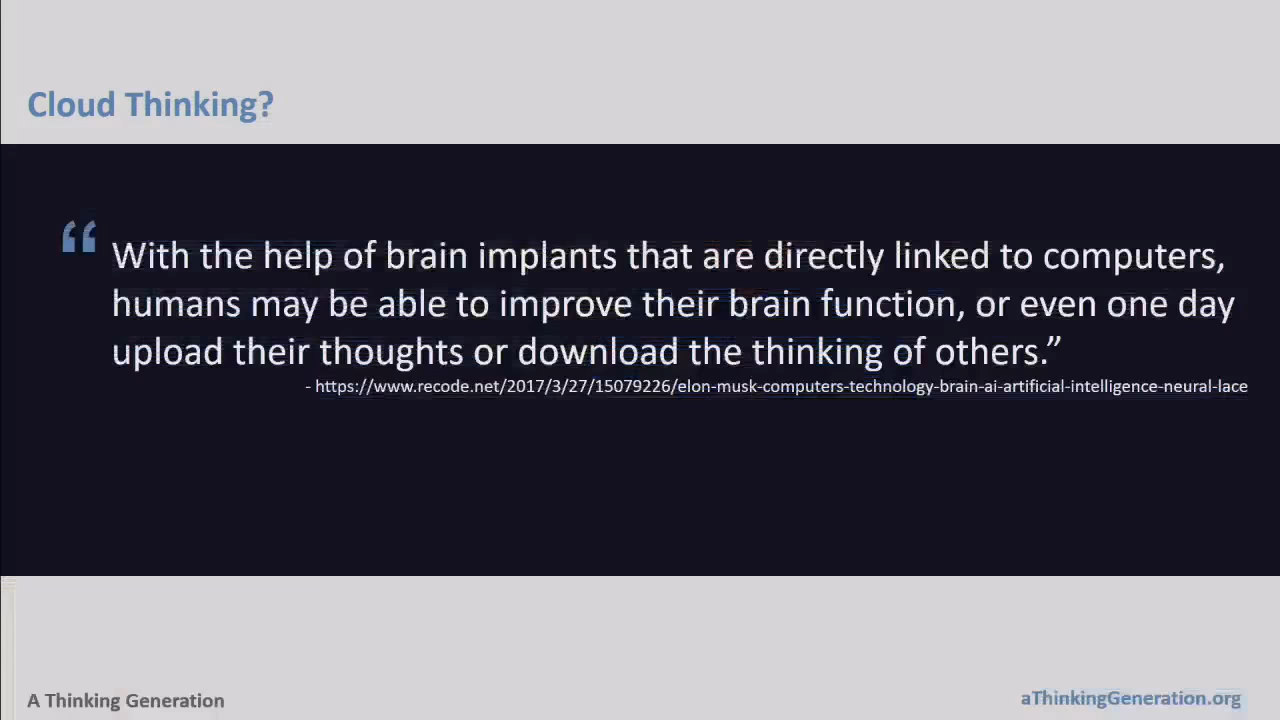 Cloud Thinking?
“ With the help of brain implants that are directly linked to computers,
humans may be able to improve their brain function, or even one day
upload their thoughts or download the thinking of others.”
- https://www.recode.net/2017/3/27/15079226/elon-musk-computers-technology-brain-ai-artificial-intelligence-neural-lace
A Thinking Generation
aThinkingGeneration.org